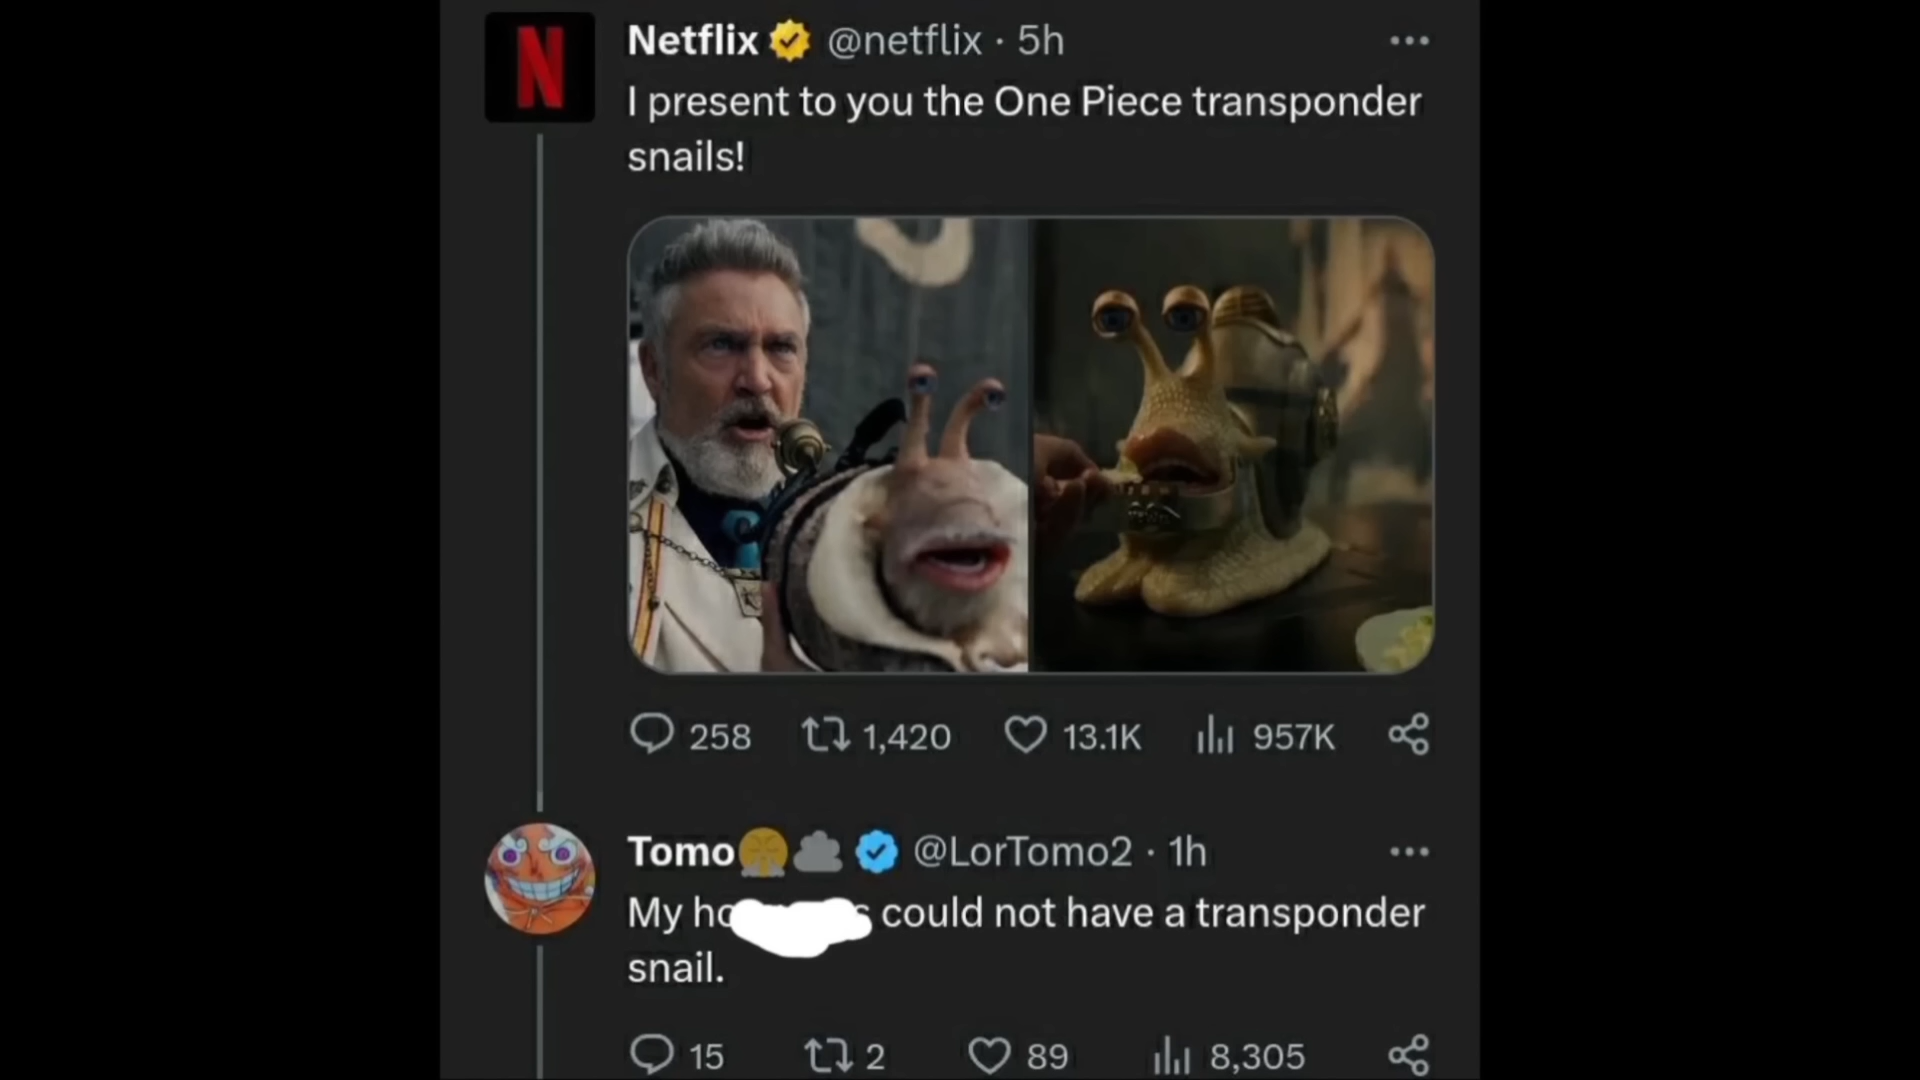 Netflix @netflix · 5h
I present to you the One Piece transponder
snails!
258 1,420 13.1K 957K
Tomo @LorTomo2 · 1h
My could not have a transponder
snail.
15 2 89 8,305